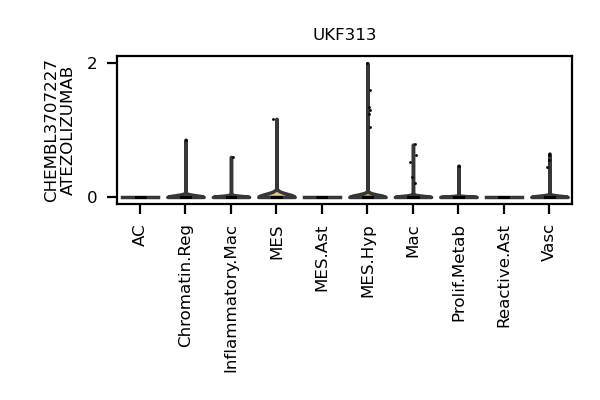 UKF313
CHEMBL3707227
ATEZOLIZUMAB
2
0
AC
Chromatin.Reg
Inflammatory.Mac
MES
MES.Ast
MES.Hyp
Mac
Prolif.Metab
Reactive.Ast
Vasc